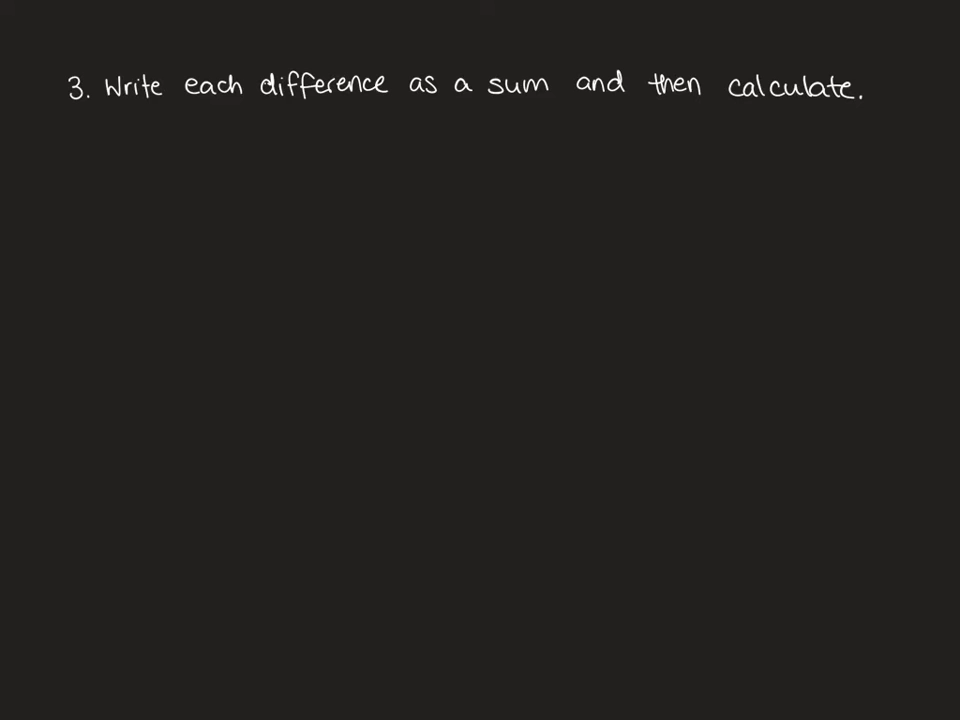 3. Write each difference as a sum and then calculate.